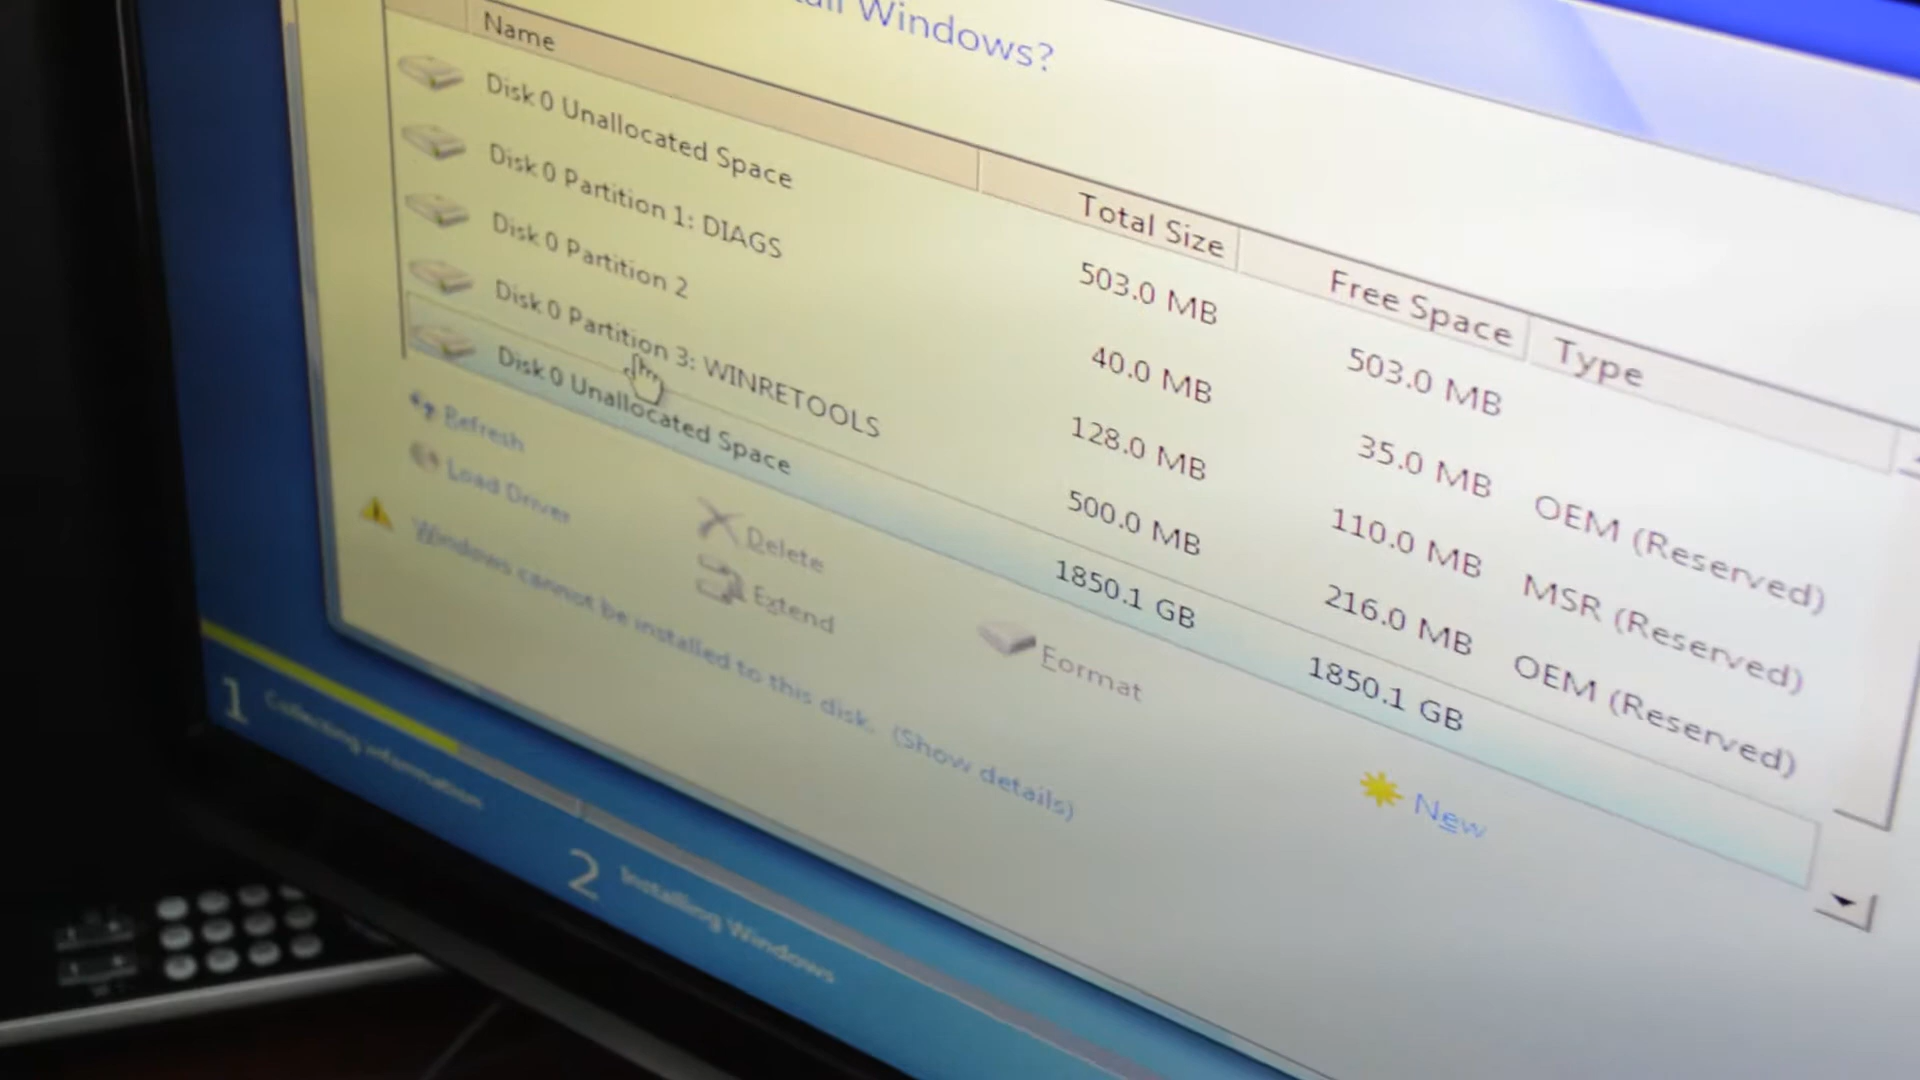 all Windows?
Name Total Size Free Space Type
Disk 0 Unallocated Space 503.0 MB 503.0 MB
Disk 0 Partition 1: DIAGS 40.0 MB 35.0 MB OEM (Reserved)
Disk 0 Partition 2 128.0 MB 110.0 MB MSR (Reserved)
Disk 0 Partition 3: WINRETOOLS 500.0 MB 216.0 MB OEM (Reserved)
Disk 0 Unallocated Space 1850.1 GB 1850.1 GB
Refresh
Load Driver
Delete
Extend
Format
New
Windows cannot be installed to this disk. (Show details)
1 Collecting information
2 Installing Windows